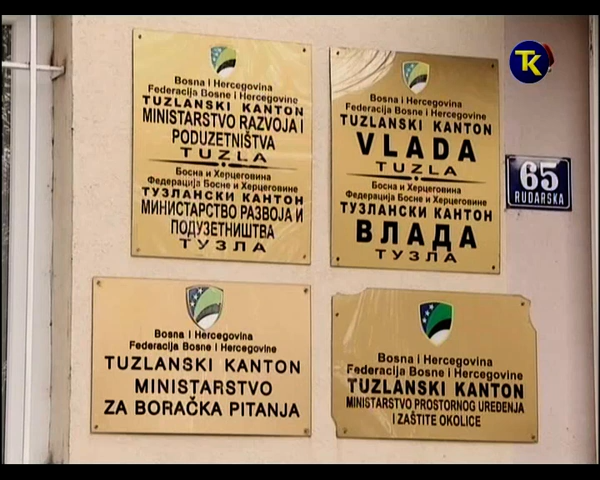 Bosna i Hercegovina
Federacija Bosne i Hercegovine
TUZLANSKI KANTON
MINISTARSTVO RAZVOJA I
PODUZETNIŠTVA
TUZLA
Босна и Херцеговина
Федерација Босне и Херцеговине
ТУЗЛАНСКИ КАНТОН
МИНИСТАРСТВО РАЗВОЈА И
ПОДУЗЕТНИШТВА
ТУЗЛА
Bosna i Hercegovina
Federacija Bosne i Hercegovine
TUZLANSKI KANTON
VLADA
TUZLA
Босна и Херцеговина
Федерација Босне и Херцеговине
ТУЗЛАНСКИ КАНТОН
ВЛАДА
ТУЗЛА
TK
65
RUDARSKA
Bosna i Hercegovina
Federacija Bosne i Hercegovine
TUZLANSKI KANTON
MINISTARSTVO
ZA BORAČKA PITANJA
Bosna i Hercegovina
Federacija Bosne i Hercegovine
TUZLANSKI KANTON
MINISTARSTVO PROSTORNOG UREĐENJA
I ZAŠTITE OKOLICE